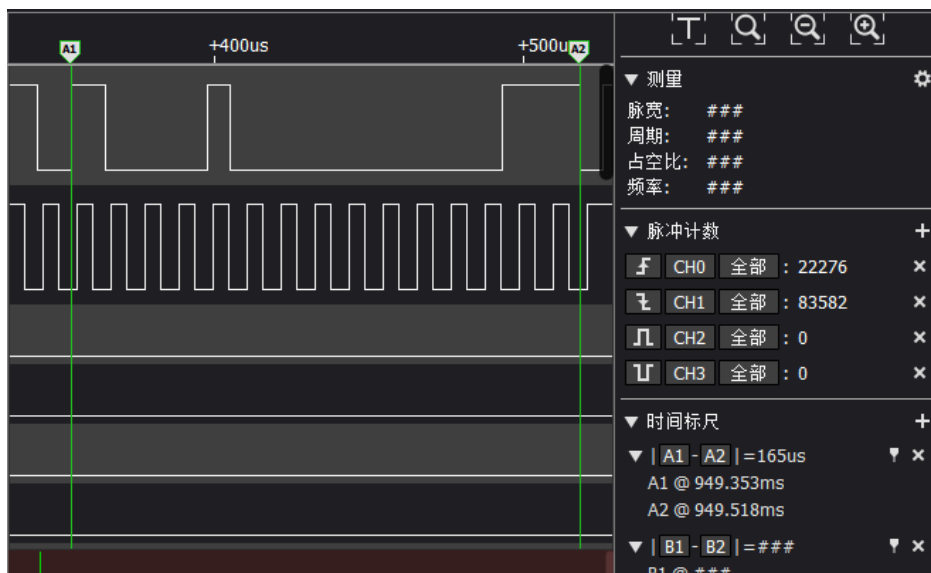 A1 +400us +500u A2
T
测量
脉宽: ###
周期: ###
占空比: ###
频率: ###
脉冲计数 +
CH0 全部 : 22276 ×
CH1 全部 : 83582 ×
CH2 全部 : 0 ×
CH3 全部 : 0 ×
时间标尺 +
| A1 - A2 | =165us ×
A1 @ 949.353ms
A2 @ 949.518ms
| B1 - B2 | =### ×
B1 @ ###